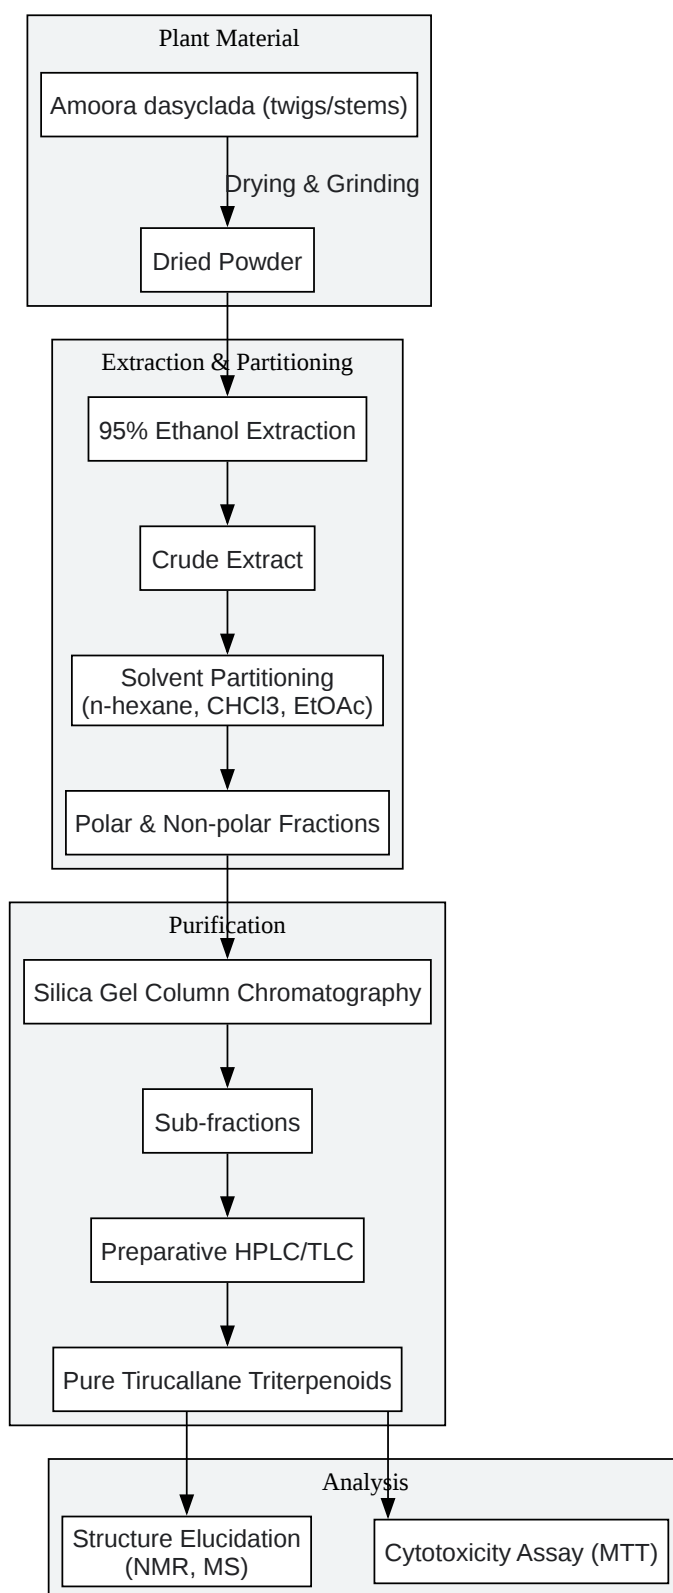 Plant Material
Amoora dasyclada (twigs/stems)
Drying & Grinding
Dried Powder
Extraction & Partitioning
95% Ethanol Extraction
Crude Extract
Solvent Partitioning
(n-hexane, CHCl3, EtOAc)
Polar & Non-polar Fractions
Purification
Silica Gel Column Chromatography
Sub-fractions
Preparative HPLC/TLC
Pure Tirucallane Triterpenoids
Analysis
Structure Elucidation
(NMR, MS)
Cytotoxicity Assay (MTT)